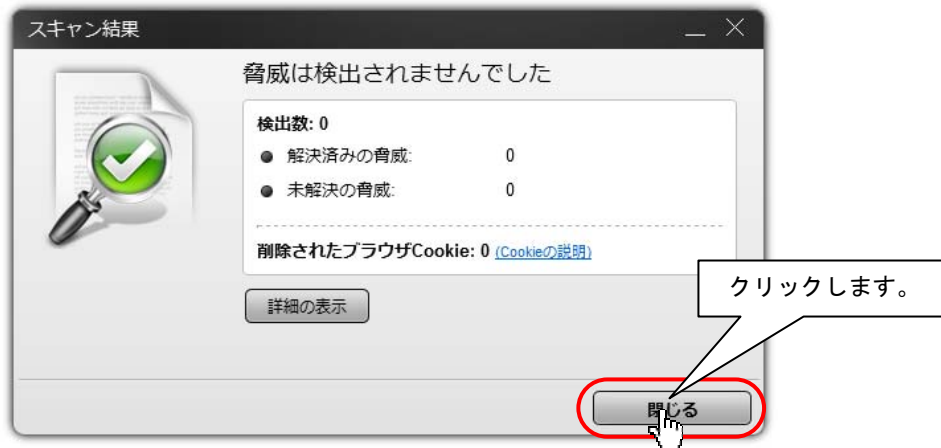 スキャン結果
脅威は検出されませんでした
検出数: 0
解決済みの脅威: 0
未解決の脅威: 0
削除されたブラウザCookie: 0 (Cookieの説明)
詳細の表示
クリックします。
閉じる